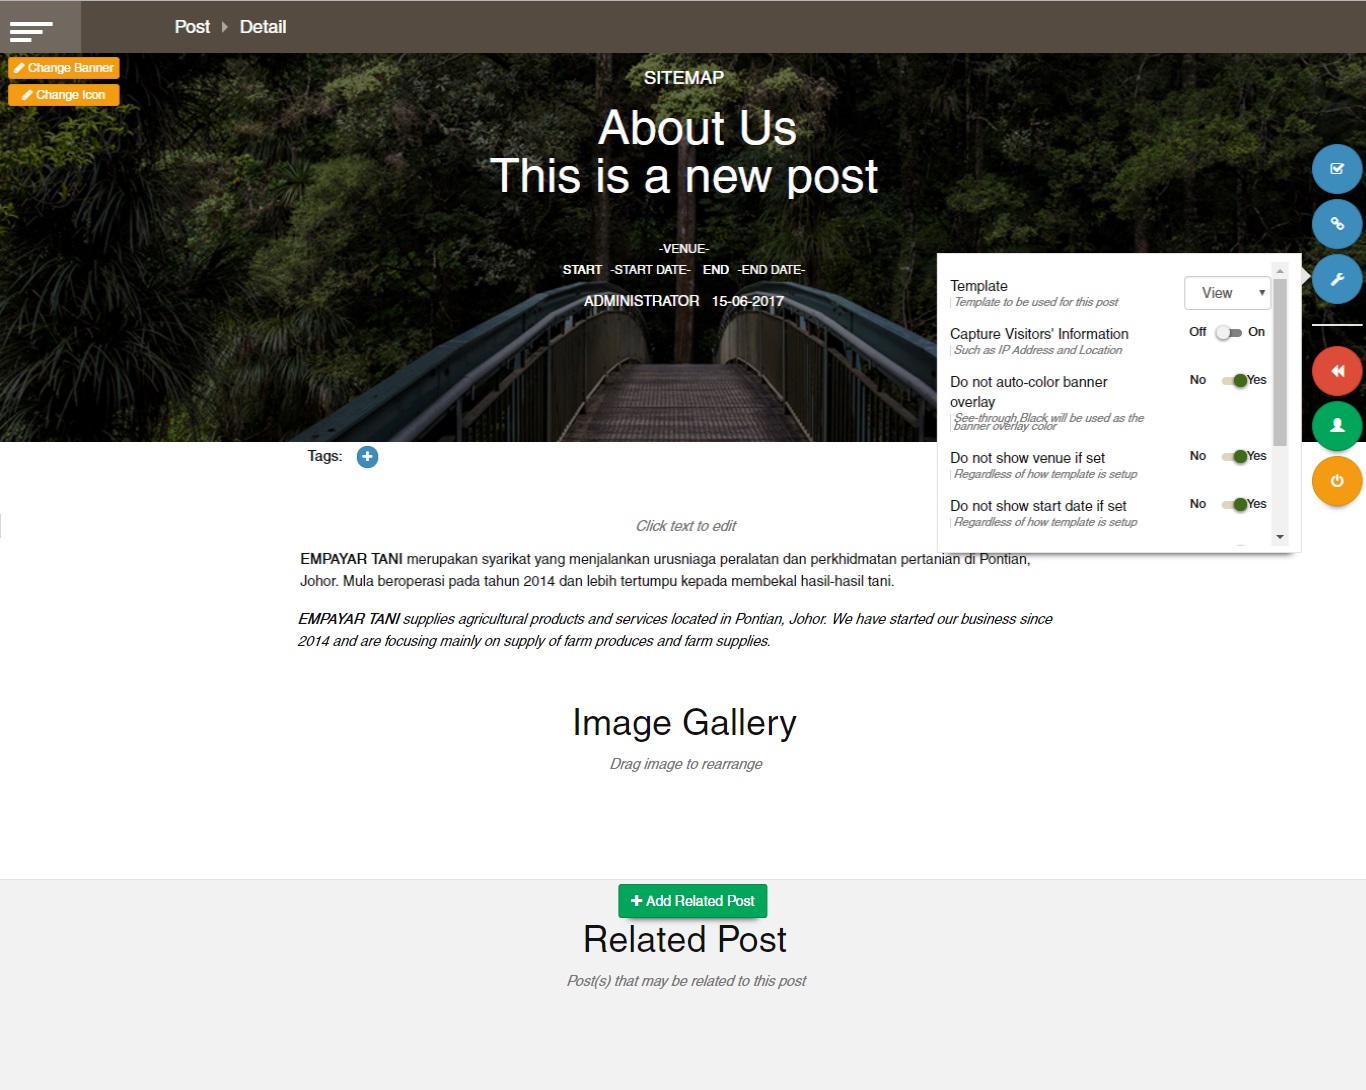 Post Detail
Change Banner
Change Icon
SITEMAP
About Us
This is a new post
-VENUE-
START -START DATE- END -END DATE-
ADMINISTRATOR 15-06-2017
Template
Template to be used for this post
View
Capture Visitors' Information
Such as IP Address and Location
Off On
Do not auto-color banner
overlay
See-through Black will be used as the
banner overlay color
No Yes
Do not show venue if set
Regardless of how template is setup
No Yes
Do not show start date if set
Regardless of how template is setup
No Yes
Tags:
Click text to edit
EMPAYAR TANI merupakan syarikat yang menjalankan urusniaga peralatan dan perkhidmatan pertanian di Pontian,
Johor. Mula beroperasi pada tahun 2014 dan lebih tertumpu kepada membekal hasil-hasil tani.
EMPAYAR TANI supplies agricultural products and services located in Pontian, Johor. We have started our business since
2014 and are focusing mainly on supply of farm produces and farm supplies.
Image Gallery
Drag image to rearrange
Add Related Post
Related Post
Post(s) that may be related to this post